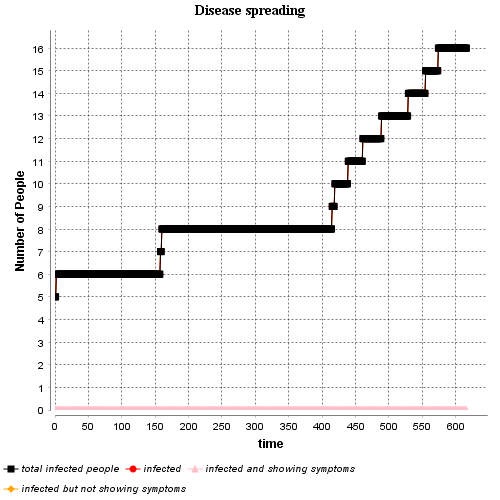 Disease spreading
16
15
14
13
12
11
10
9
8
7
6
5
4
3
2
1
0
Number of People
0 50 100 150 200 250 300 350 400 450 500 550 600
time
total infected people infected infected and showing symptoms
infected but not showing symptoms